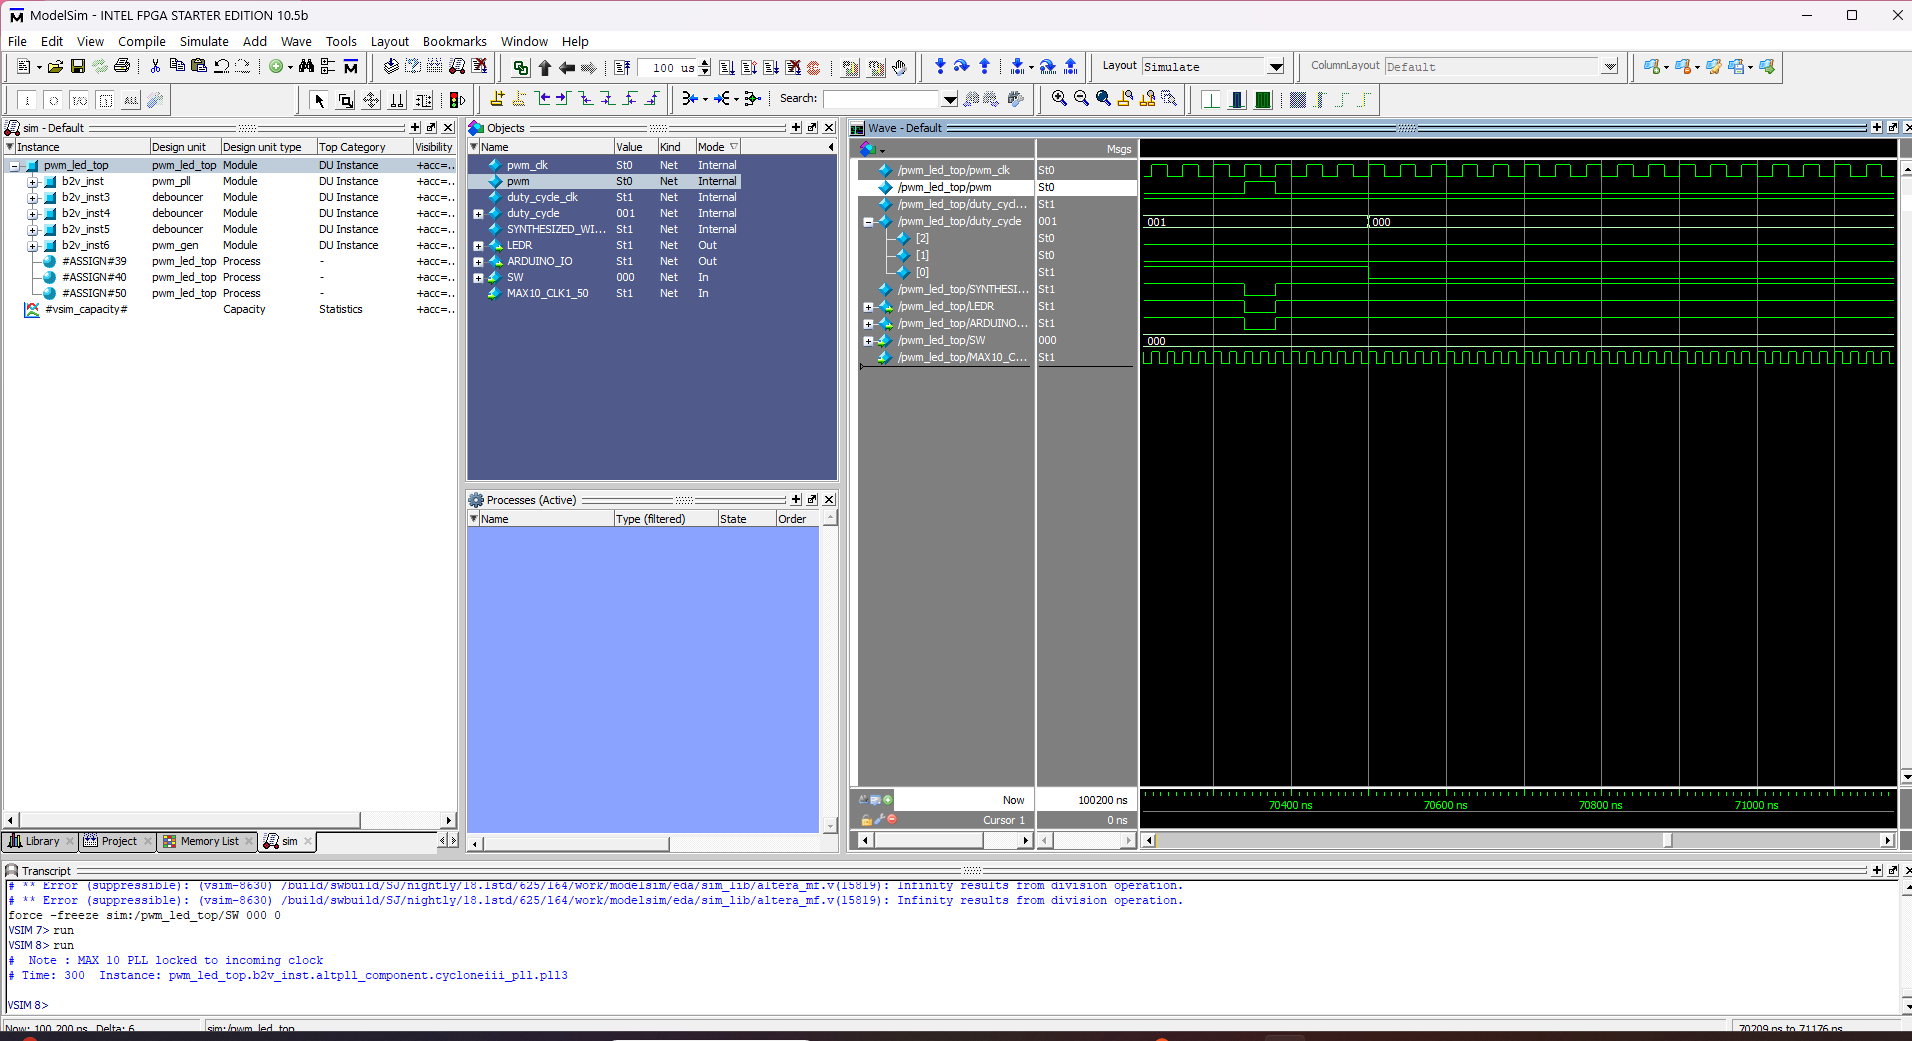 ModelSim - INTEL FPGA STARTER EDITION 10.5b
File Edit View Compile Simulate Add Wave Tools Layout Bookmarks Window Help
100 us
Layout Simulate
ColumnLayout Default
Search:
sim - Default
Instance Design unit Design unit type Top Category Visibility
pwm_led_top pwm_led_top Module DU Instance +acc=..
b2v_inst pwm_pll Module DU Instance +acc=..
b2v_inst3 debouncer Module DU Instance +acc=..
b2v_inst4 debouncer Module DU Instance +acc=..
b2v_inst5 debouncer Module DU Instance +acc=..
b2v_inst6 pwm_gen Module DU Instance +acc=..
#ASSIGN#39 pwm_led_top Process - +acc=..
#ASSIGN#40 pwm_led_top Process - +acc=..
#ASSIGN#50 pwm_led_top Process - +acc=..
#vsim_capacity# Capacity Statistics +acc=..
Library Project Memory List sim
Objects
Name Value Kind Mode
pwm_clk St0 Net Internal
pwm St0 Net Internal
duty_cycle_clk St1 Net Internal
duty_cycle 001 Net Internal
SYNTHESIZED_WI... St1 Net Internal
LEDR St1 Net Out
ARDUINO_IO St1 Net Out
SW 000 Net In
MAX10_CLK1_50 St1 Net In
Processes (Active)
Name Type (filtered) State Order
Wave - Default
Msgs
/pwm_led_top/pwm_clk St0
/pwm_led_top/pwm St0
/pwm_led_top/duty_cycl... St1
/pwm_led_top/duty_cycle 001 001 000
[2] St0
[1] St0
[0] St1
/pwm_led_top/SYNTHESI... St1
/pwm_led_top/LEDR St1
/pwm_led_top/ARDUINO... St1
/pwm_led_top/SW 000 000
/pwm_led_top/MAX10_C... St1
Now 100200 ns
70400 ns 70600 ns 70800 ns 71000 ns
Cursor 1 0 ns
Transcript
# ** Error (suppressible): (vsim-8630) /build/swbuild/SJ/nightly/18.1std/625/l64/work/modelsim/eda/sim_lib/altera_mf.v(15819): Infinity results from division operation.
# ** Error (suppressible): (vsim-8630) /build/swbuild/SJ/nightly/18.1std/625/l64/work/modelsim/eda/sim_lib/altera_mf.v(15819): Infinity results from division operation.
force -freeze sim:/pwm_led_top/SW 000 0
VSIM 7> run
VSIM 8> run
# Note : MAX 10 PLL locked to incoming clock
# Time: 300 Instance: pwm_led_top.b2v_inst.altpll_component.cycloneiii_pll.pll3
VSIM 8>
Now: 100,200 ns Delta: 6 sim:/pwm_led_top 70209 ns to 71176 ns